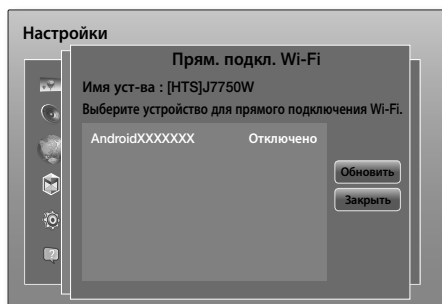 Настройки
Прям. подкл. Wi-Fi
Имя уст-ва : [HTS]J7750W
Выберите устройство для прямого подключения Wi-Fi.
AndroidXXXXXXX Отключено
Обновить
Закрыть
?